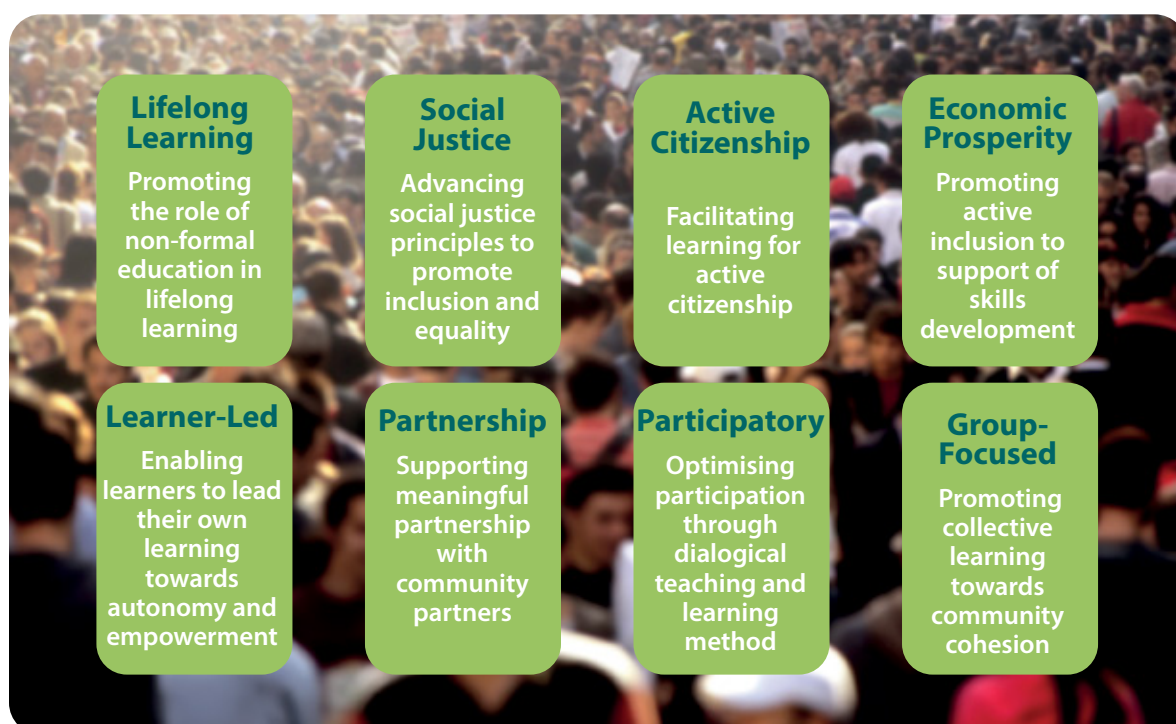 Lifelong
Learning
Promoting
the role of
non-formal
education in
lifelong
learning
Social
Justice
Advancing
social justice
principles to
promote
inclusion and
equality
Active
Citizenship
Facilitating
learning for
active
citizenship
Economic
Prosperity
Promoting
active
inclusion to
support of
skills
development
Learner-Led
Enabling
learners to lead
their own
learning
towards
autonomy and
empowerment
Partnership
Supporting
meaningful
partnership
with
community
partners
Participatory
Optimising
participation
through
dialogical
teaching and
learning
method
Group-
Focused
Promoting
collective
learning
towards
community
cohesion